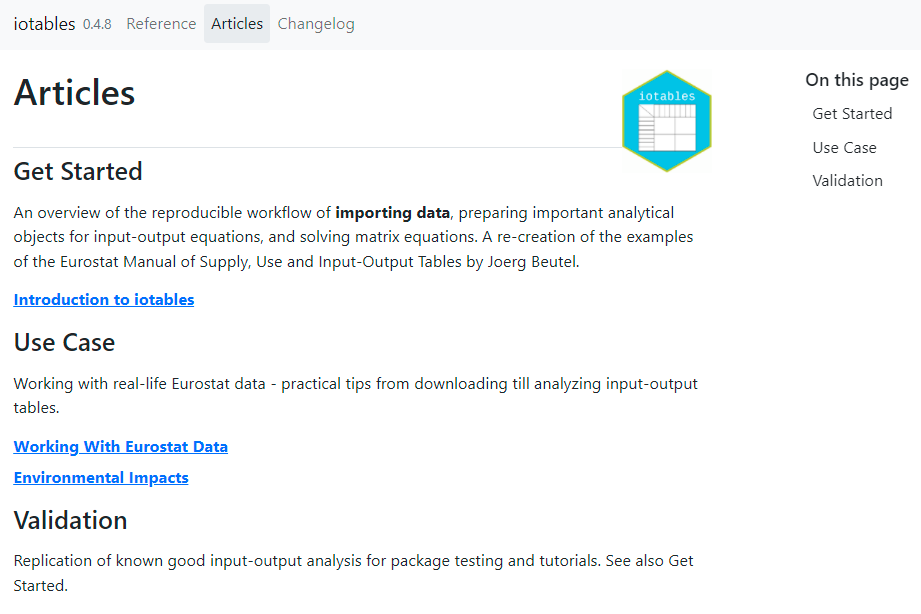 iotables 0.4.8 Reference Articles Changelog
Articles
iotables
On this page
Get Started
Use Case
Validation
Get Started
An overview of the reproducible workflow of importing data, preparing important analytical
objects for input-output equations, and solving matrix equations. A re-creation of the examples
of the Eurostat Manual of Supply, Use and Input-Output Tables by Joerg Beutel.
Introduction to iotables
Use Case
Working with real-life Eurostat data - practical tips from downloading till analyzing input-output
tables.
Working With Eurostat Data
Environmental Impacts
Validation
Replication of known good input-output analysis for package testing and tutorials. See also Get
Started.